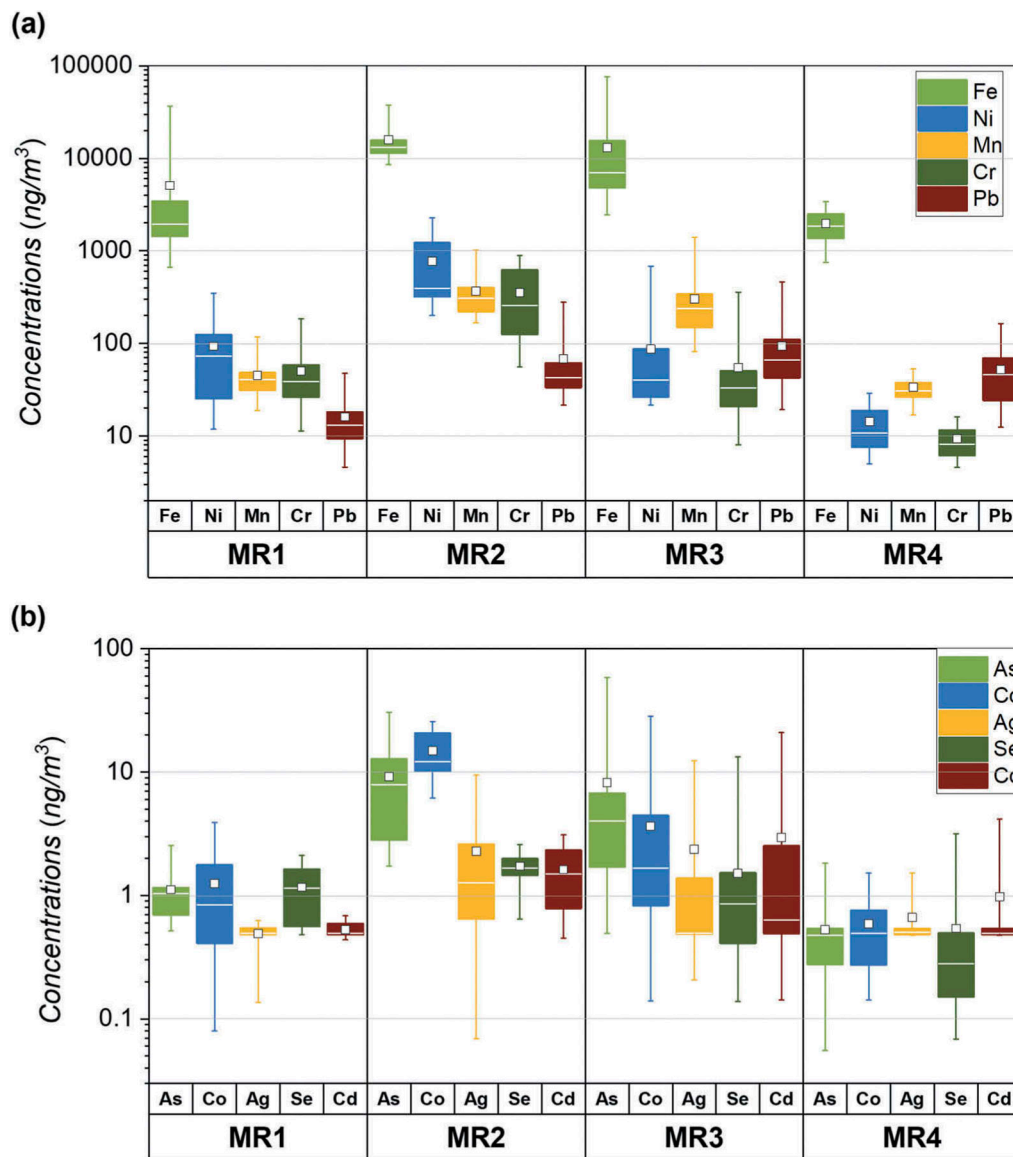 (a)
Concentrations (ng/m³)
100000
10000
1000
100
10
Fe
Ni
Mn
Cr
Pb
Fe Ni Mn Cr Pb Fe Ni Mn Cr Pb Fe Ni Mn Cr Pb Fe Ni Mn Cr Pb
MR1 MR2 MR3 MR4
(b)
Concentrations (ng/m³)
100
10
1
0.1
As
Co
Ag
Se
As Co Ag Se Cd As Co Ag Se Cd As Co Ag Se Cd As Co Ag Se Cd
MR1 MR2 MR3 MR4